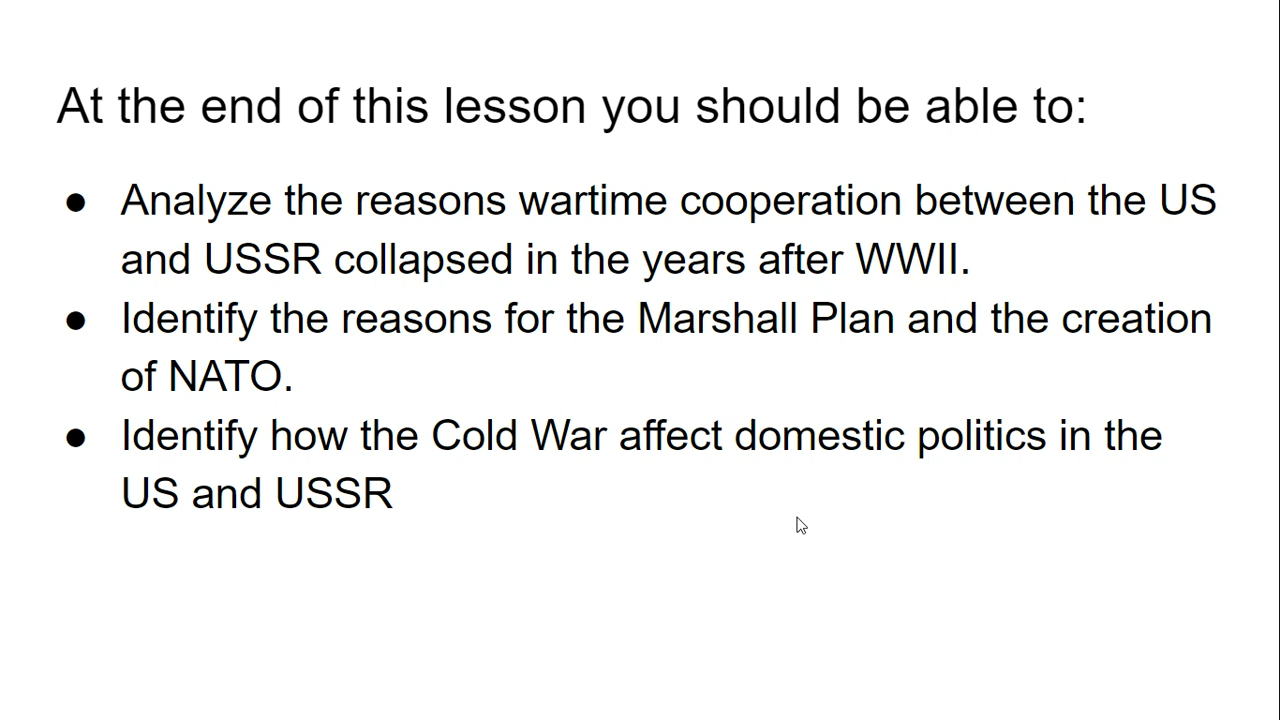 At the end of this lesson you should be able to:
● Analyze the reasons wartime cooperation between the US
and USSR collapsed in the years after WWII.
● Identify the reasons for the Marshall Plan and the creation
of NATO.
● Identify how the Cold War affect domestic politics in the
US and USSR